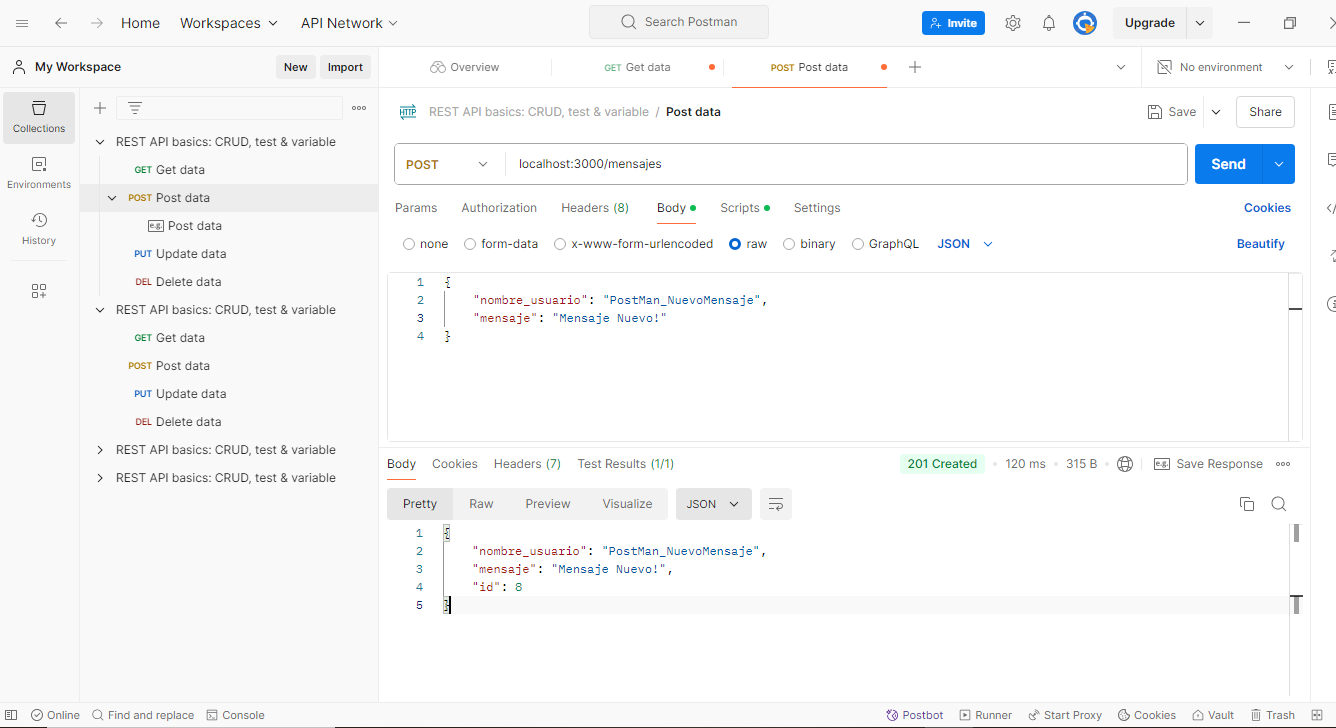 Home Workspaces API Network Search Postman Invite Upgrade
My Workspace New Import Overview GET Get data POST Post data No environment
Collections
Environments
History
REST API basics: CRUD, test & variable
GET Get data
POST Post data
e.g. Post data
PUT Update data
DEL Delete data
REST API basics: CRUD, test & variable
GET Get data
POST Post data
PUT Update data
DEL Delete data
REST API basics: CRUD, test & variable
REST API basics: CRUD, test & variable
HTTP REST API basics: CRUD, test & variable / Post data Save Share
POST localhost:3000/mensajes Send
Params Authorization Headers (8) Body Scripts Settings Cookies
none form-data x-www-form-urlencoded raw binary GraphQL JSON Beautify
1 {
2 "nombre_usuario": "PostMan_NuevoMensaje",
3 "mensaje": "Mensaje Nuevo!"
4 }
Body Cookies Headers (7) Test Results (1/1) 201 Created 120 ms 315 B e.g. Save Response
Pretty Raw Preview Visualize JSON
1 {
2 "nombre_usuario": "PostMan_NuevoMensaje",
3 "mensaje": "Mensaje Nuevo!",
4 "id": 8
5 }
Online Find and replace Console Postbot Runner Start Proxy Cookies Vault Trash